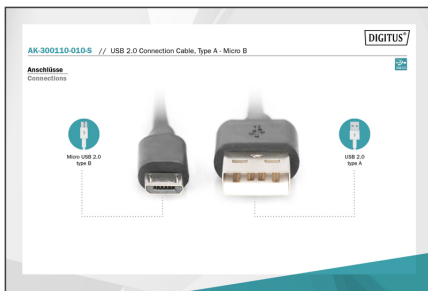 DIGITUS®
AK-300110-010-S // USB 2.0 Connection Cable, Type A - Micro B
Anschlüsse
Connections
Micro USB 2.0
type B
USB 2.0
type A